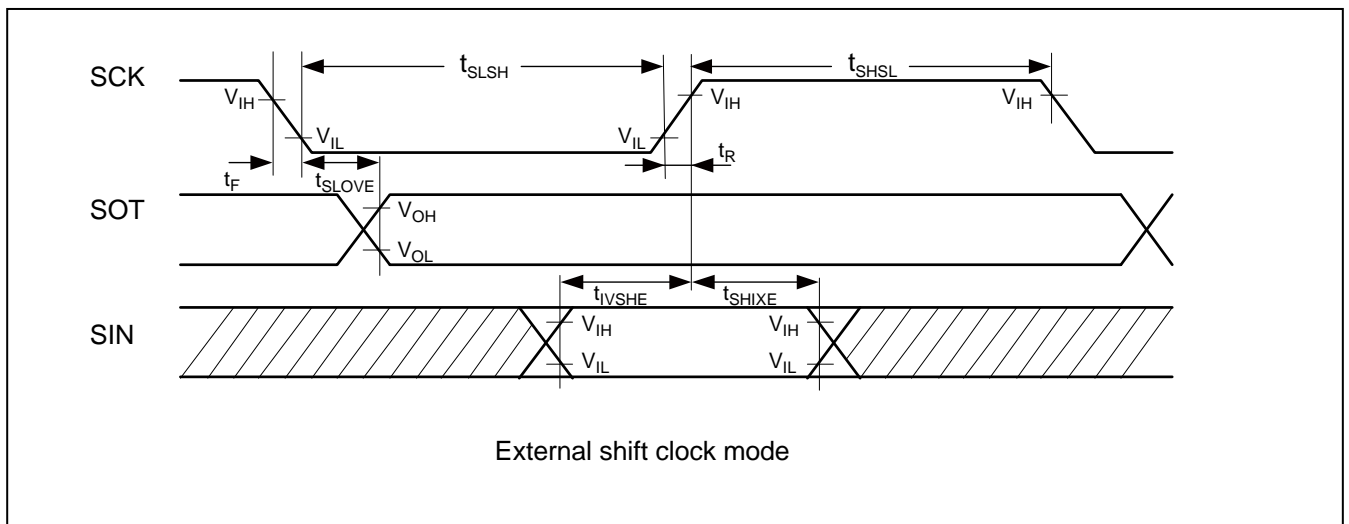 SCK
tSLSH
tSHSL
VIH
VIH
VIH
VIL
VIL
tF
tSLOVE
tR
SOT
VOH
VOL
tIVSHE
tSHIXE
SIN
VIH
VIH
VIL
VIL
External shift clock mode